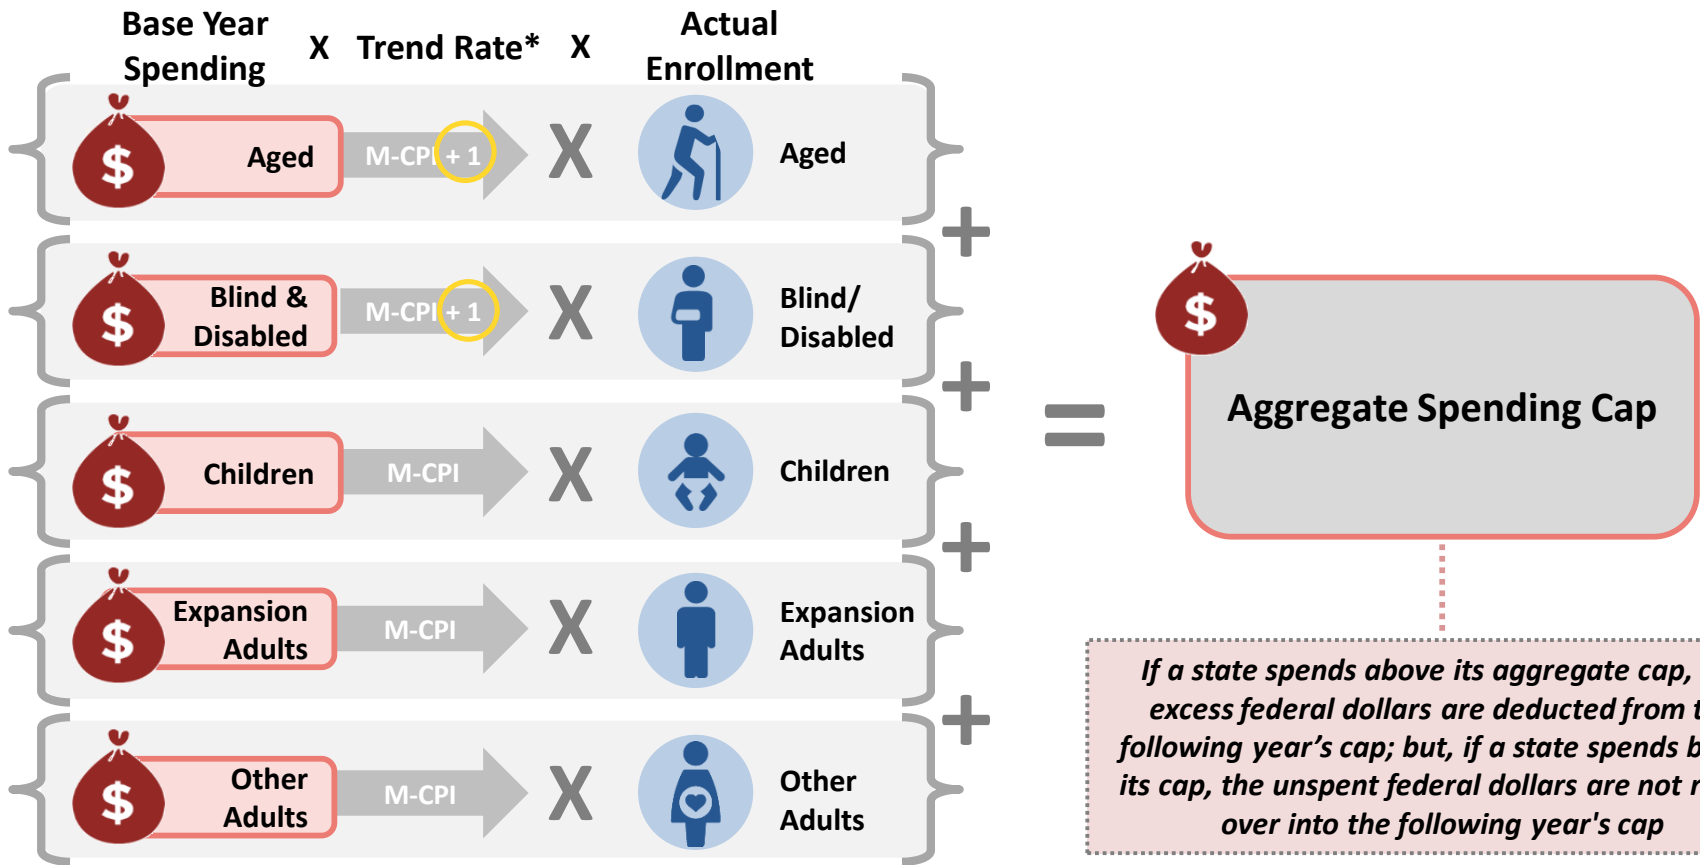 Base Year
Spending
X Trend Rate* X
Actual
Enrollment
$ Aged M-CPI + 1 X Aged
+
$ Blind &
Disabled
M-CPI + 1 X
Blind/
Disabled
+
$ Children M-CPI X Children
+
$ Expansion
Adults
M-CPI X
Expansion
Adults
+
$ Other
Adults
M-CPI X
Other
Adults
=
$
Aggregate Spending Cap
If a state spends above its aggregate cap,
excess federal dollars are deducted from
following year’s cap; but, if a state spends
its cap, the unspent federal dollars are not
over into the following year's cap